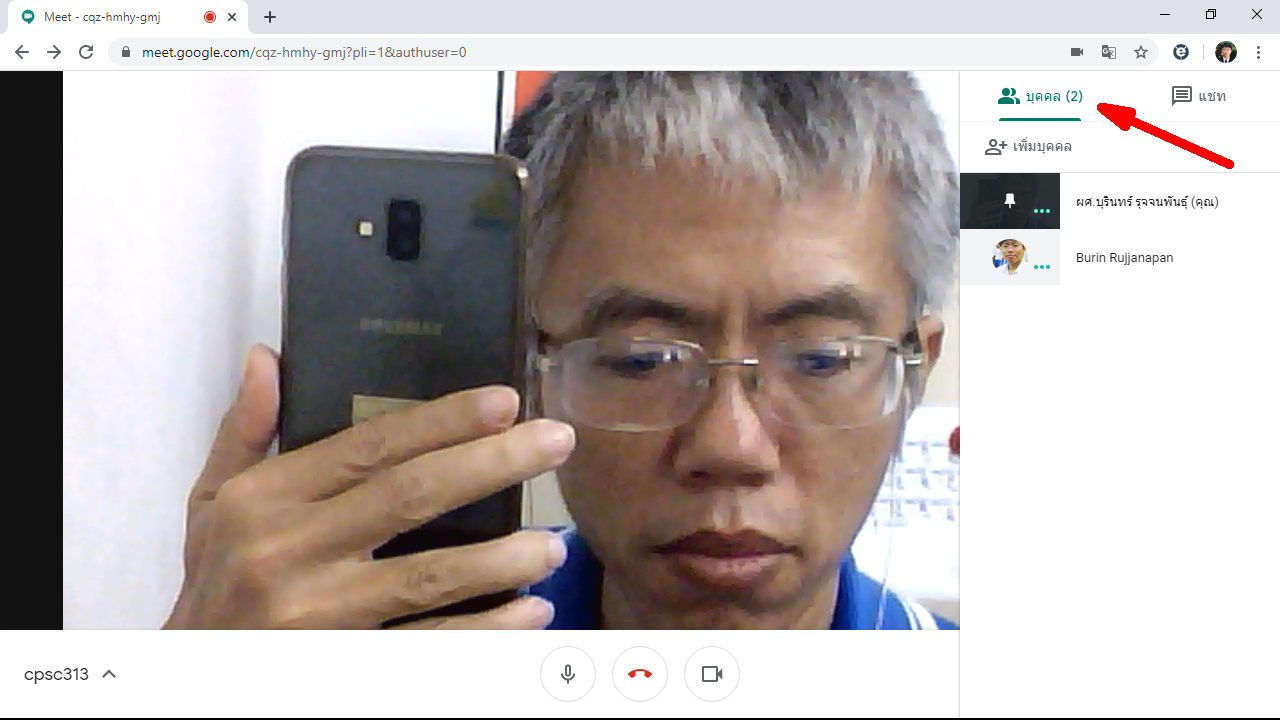 Meet - cqz-hmhy-gmj
meet.google.com/cqz-hmhy-gmj?pli=1&authuser=0
บุคคล (2)
แชท
เพิ่มบุคคล
ผศ.บุรินทร์ รุจจนพันธุ์ (คุณ)
Burin Rujjanapan
cpsc313